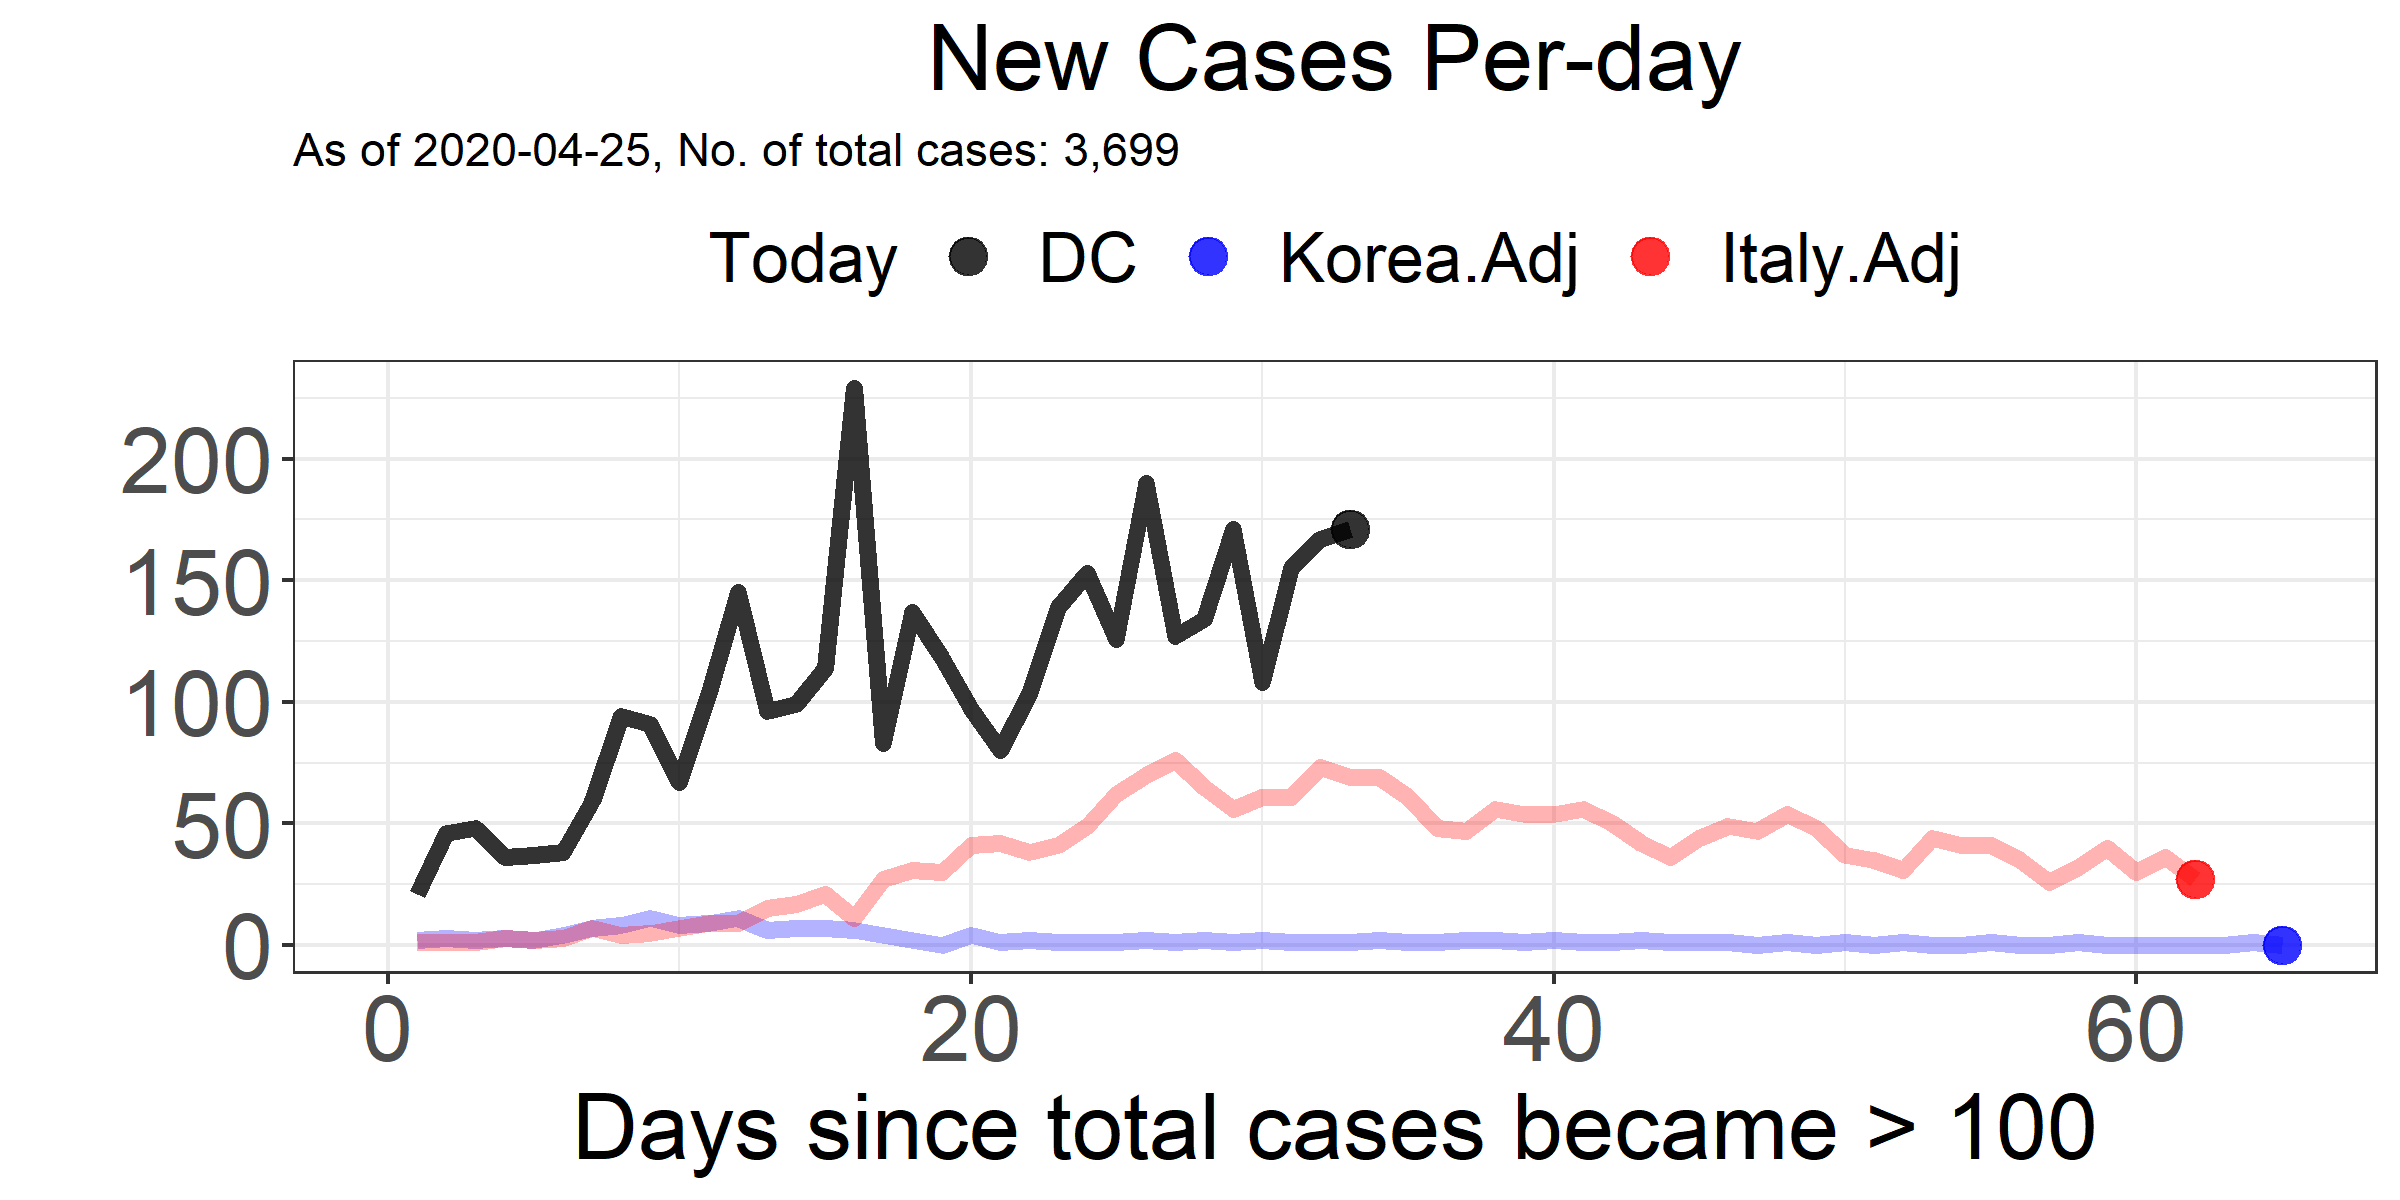 New Cases Per-day
As of 2020-04-25, No. of total cases: 3,699
Today DC Korea.Adj Italy.Adj
200
150
100
50
0
0 20 40 60
Days since total cases became > 100